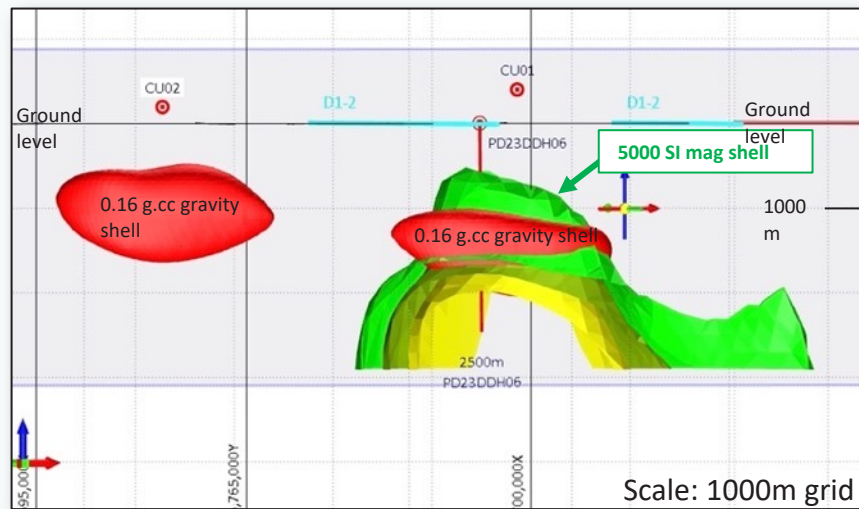 CU02
CU01
D1-2
D1-2
Ground
level
Ground
level
PD23DDH06
5000 SI mag shell
0.16 g.cc gravity
shell
0.16 g.cc gravity shell
1000
m
2500m
PD23DDH06
,765,000Y
00,000X
Scale: 1000m grid